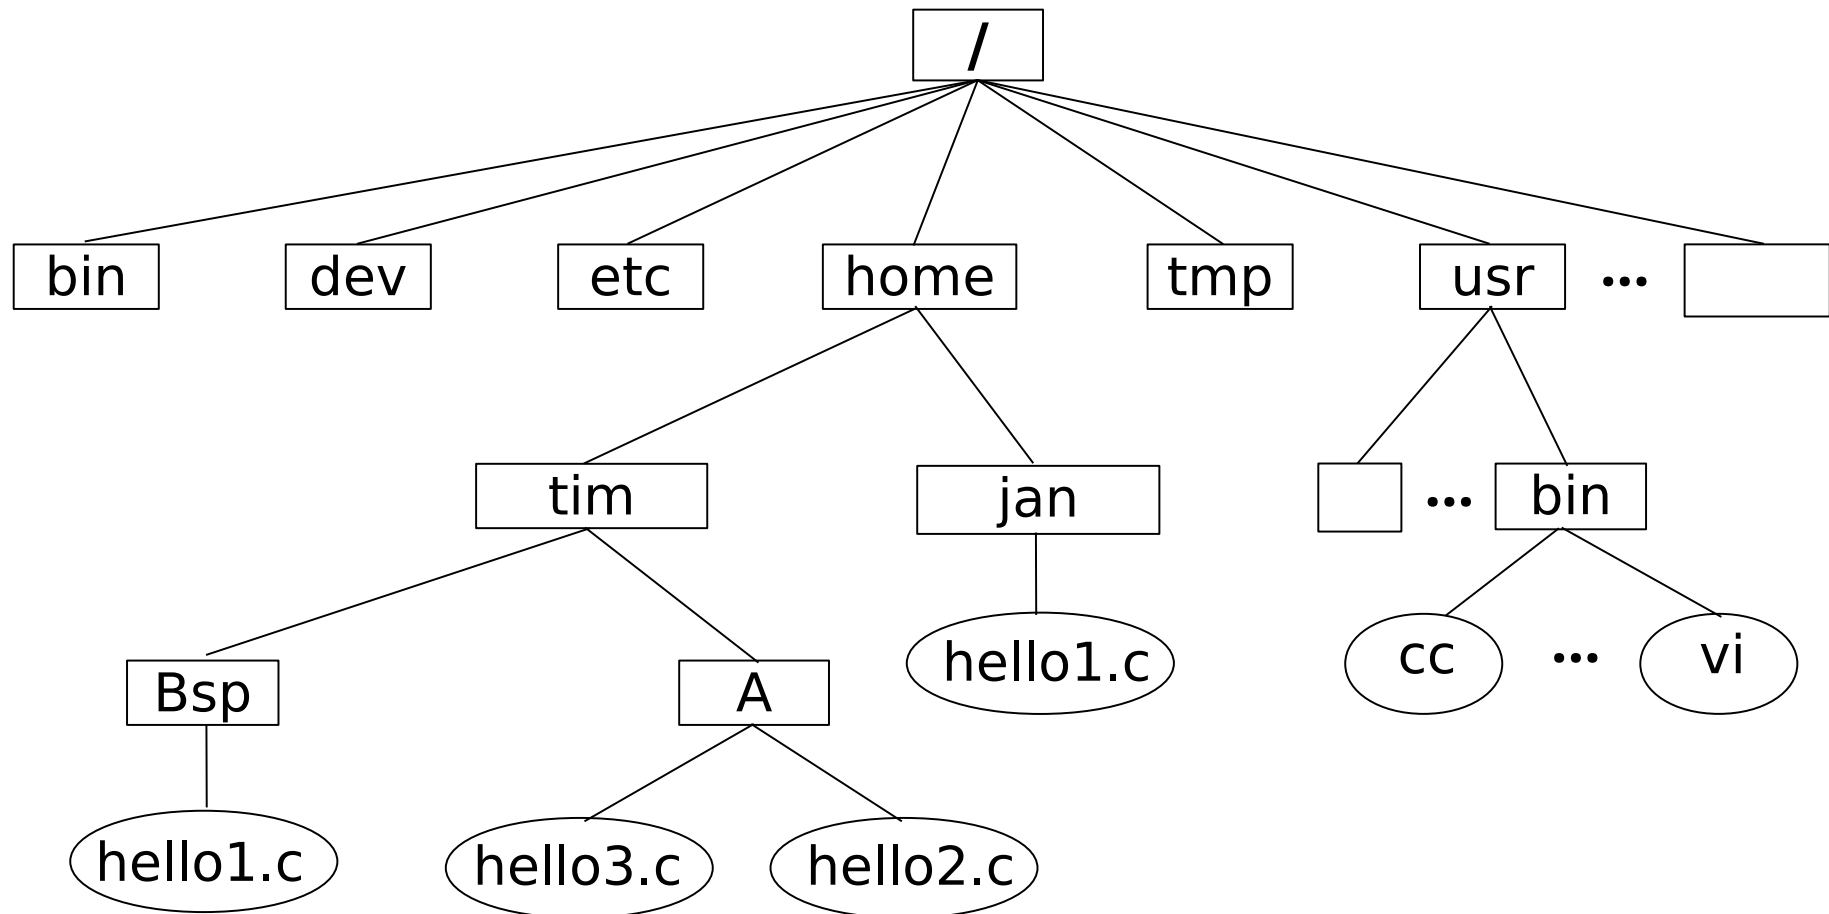 /
bin dev etc home tmp usr ...
tim jan ... bin
Bsp A hello1.c cc ... vi
hello1.c hello3.c hello2.c